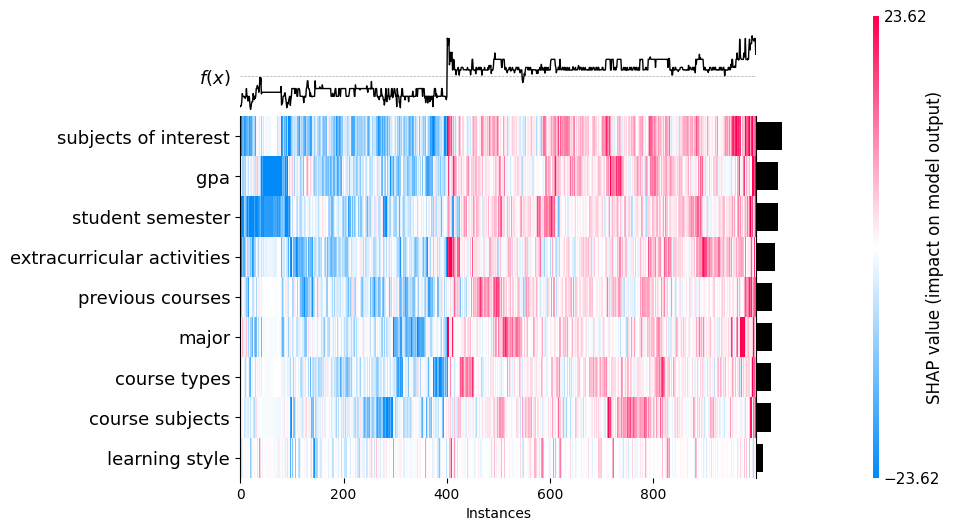 23.62
f(x)
subjects of interest
gpa
student semester
extracurricular activities
previous courses
major
course types
course subjects
learning style
0 200 400 600 800
Instances
−23.62
SHAP value (impact on model output)